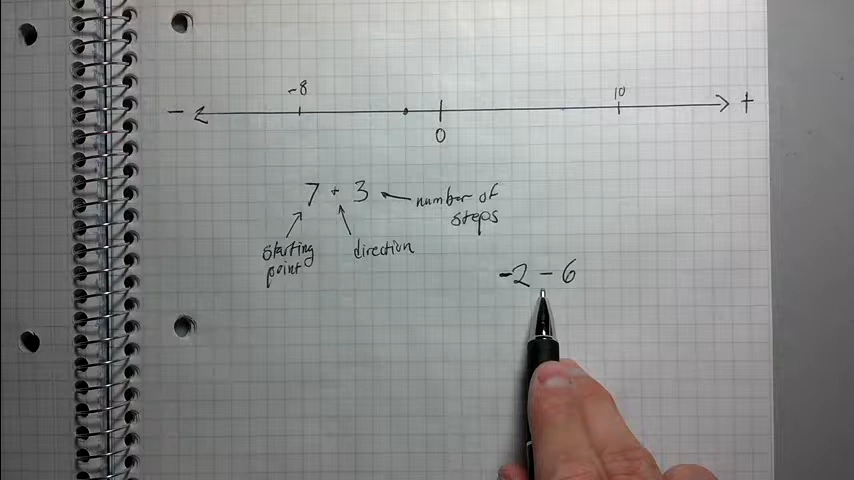 -8
10
- +
0
7 + 3
number of
steps
starting
point
direction
-2 - 6